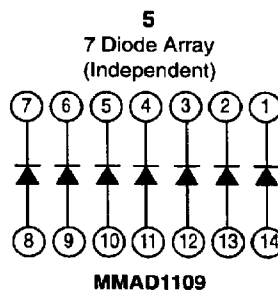 5
7 Diode Array
(Independent)
7 6 5 4 3 2 1
8 9 10 11 12 13 14
MMAD1109